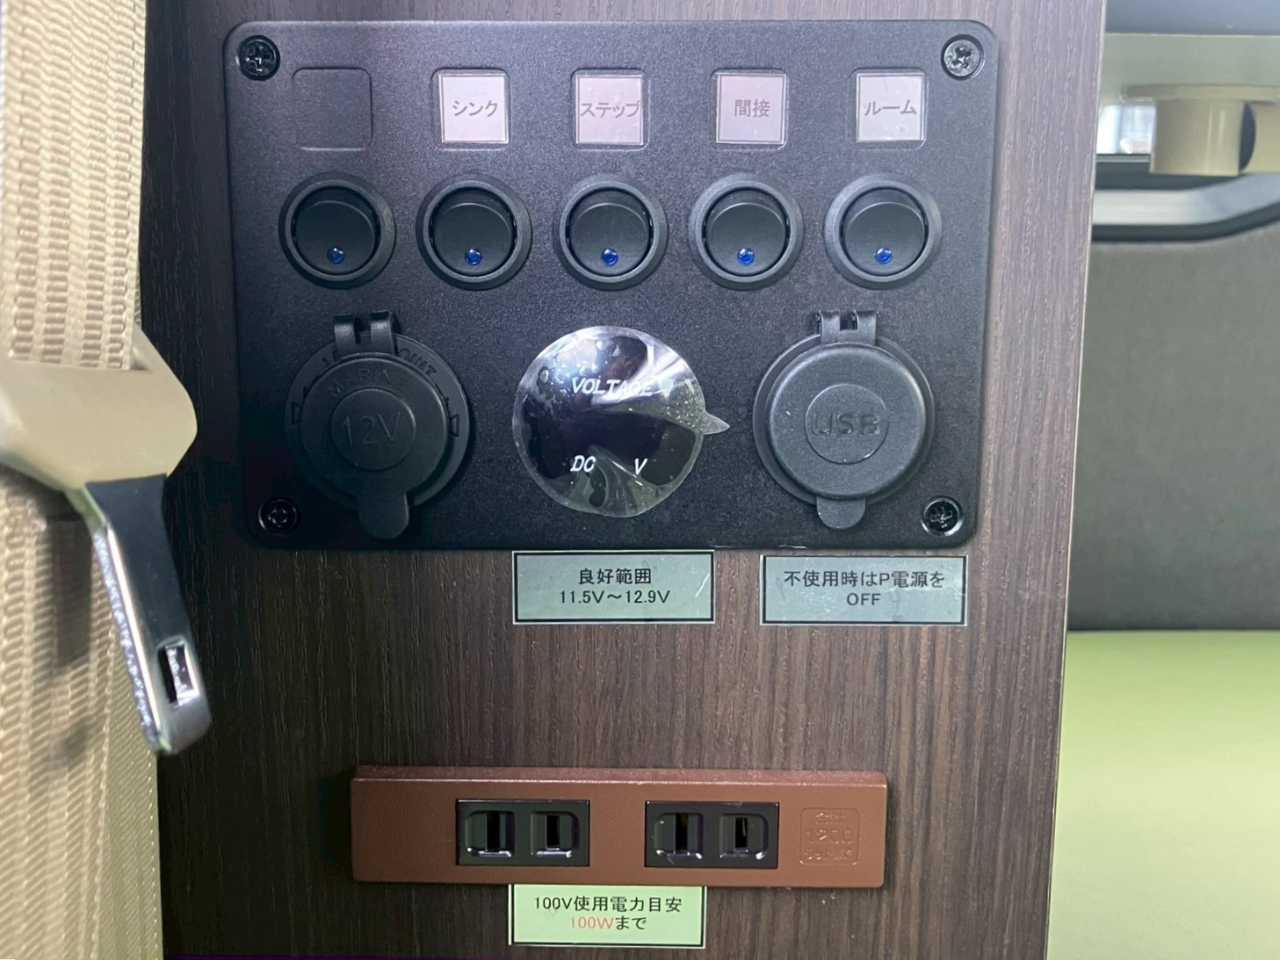 シンク
ステップ
間接
ルーム
12V
VOLTAGE
DC V
USB
良好範囲
11.5V～12.9V
不使用時はP電源を
OFF
100V使用電力目安
100Wまで